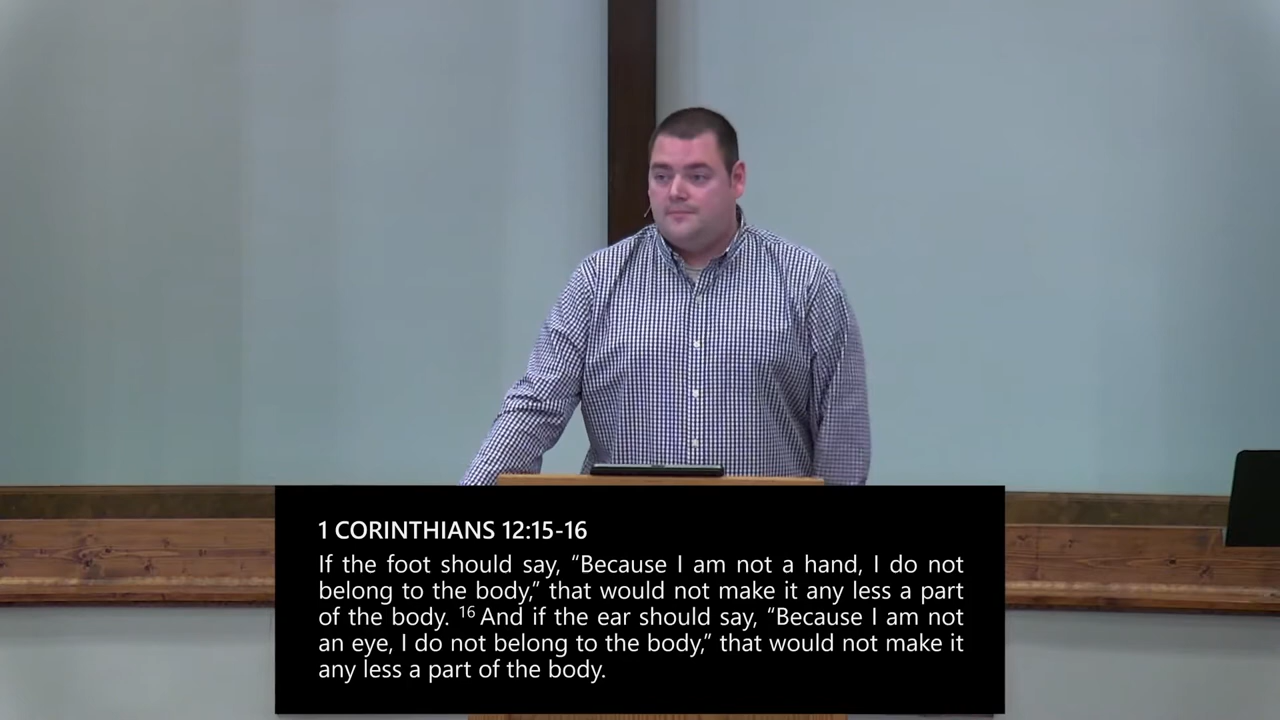 1 CORINTHIANS 12:15-16
If the foot should say, “Because I am not a hand, I do not
belong to the body,” that would not make it any less a part
of the body. 16 And if the ear should say, “Because I am not
an eye, I do not belong to the body,” that would not make it
any less a part of the body.